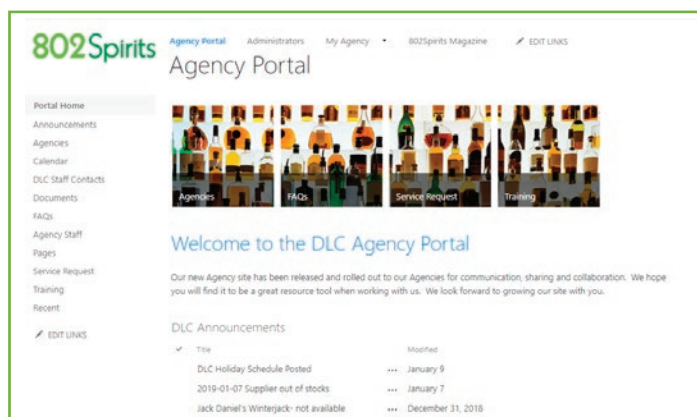 802Spirits
Agency Portal Administrators My Agency 802Spirits Magazine EDIT LINKS
Agency Portal
Portal Home
Announcements
Agencies
Calendar
DLC Staff Contacts
Documents
FAQs
Agency Staff
Pages
Service Request
Training
Recent
EDIT LINKS
Agencies FAQs Service Request Training
Welcome to the DLC Agency Portal
Our new Agency site has been released and rolled out to our Agencies for communication, sharing and collaboration. We hope
you will find it to be a great resource tool when working with us. We look forward to growing our site with you.
DLC Announcements
Title Modified
DLC Holiday Schedule Posted ... January 9
2019-01-07 Supplier out of stocks ... January 7
Jack Daniel's Winterjack- not available ... December 31, 2018